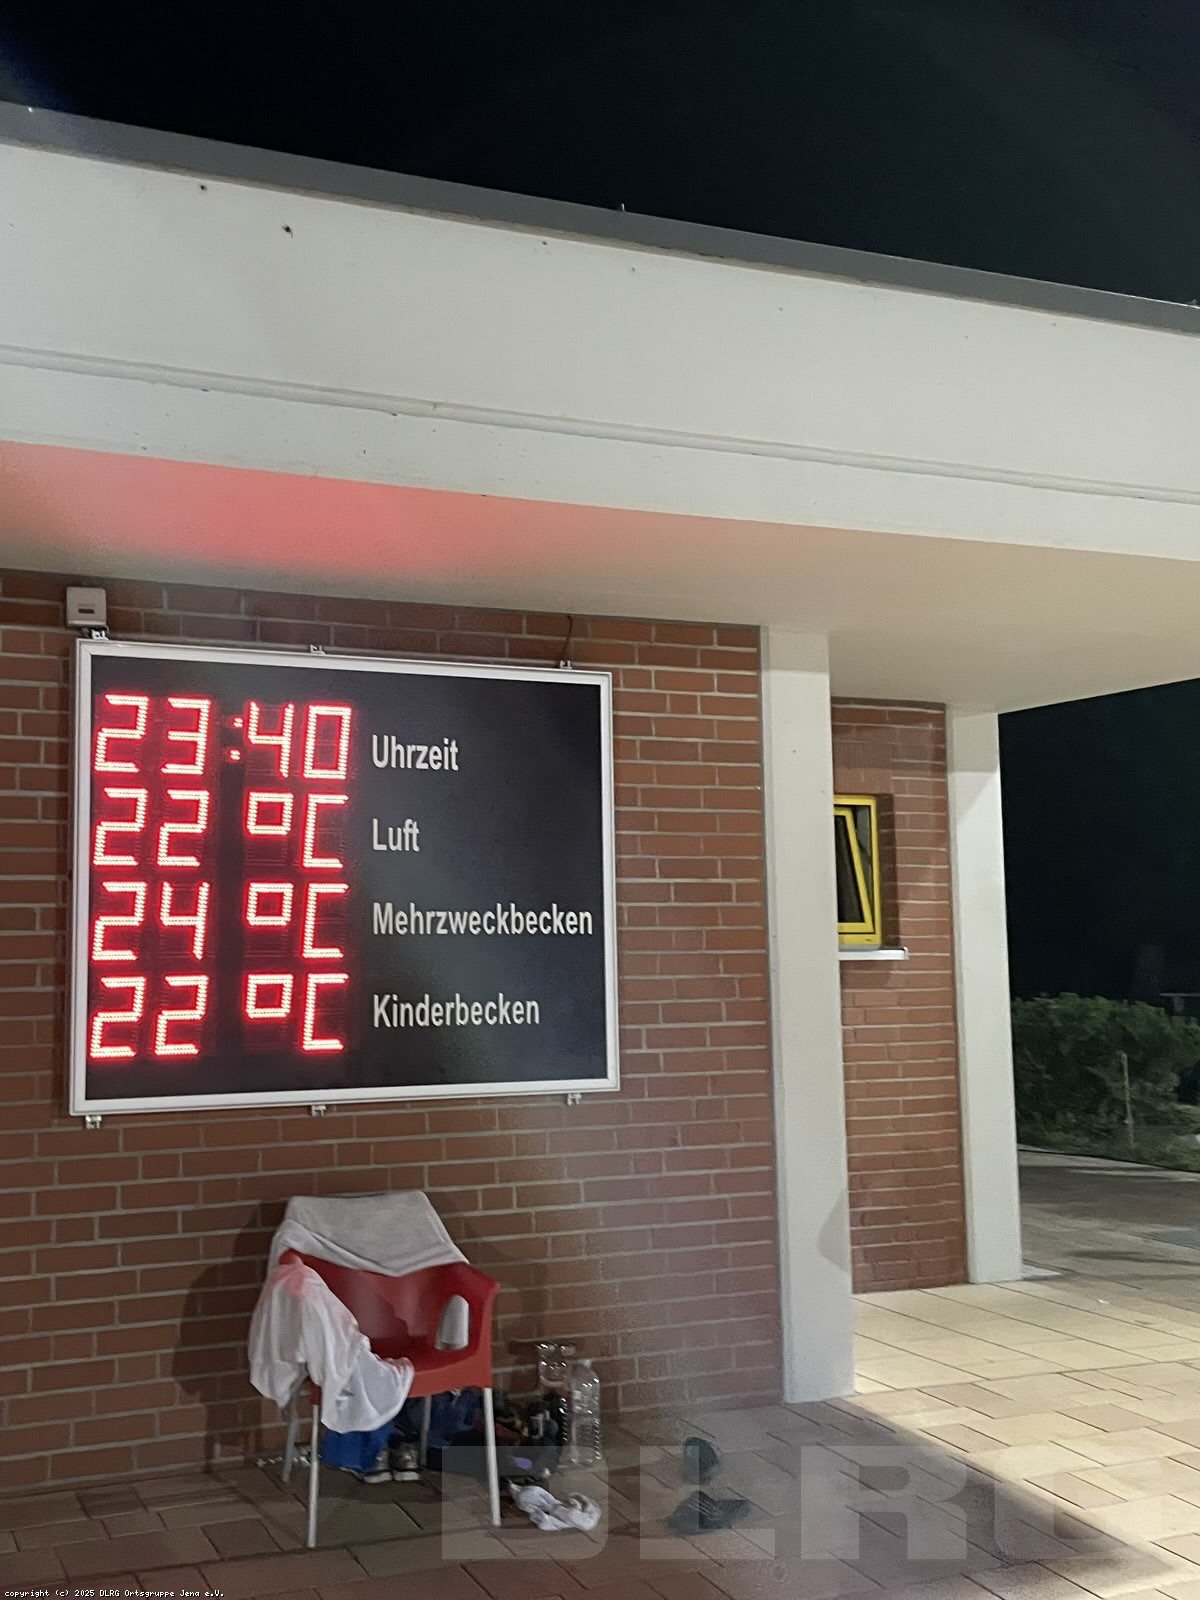 23:40 Uhrzeit
22 °C Luft
24 °C Mehrzweckbecken
22 °C Kinderbecken
DLRG
copyright (c) 2025 DLRG Ortsgruppe Jena e.V.